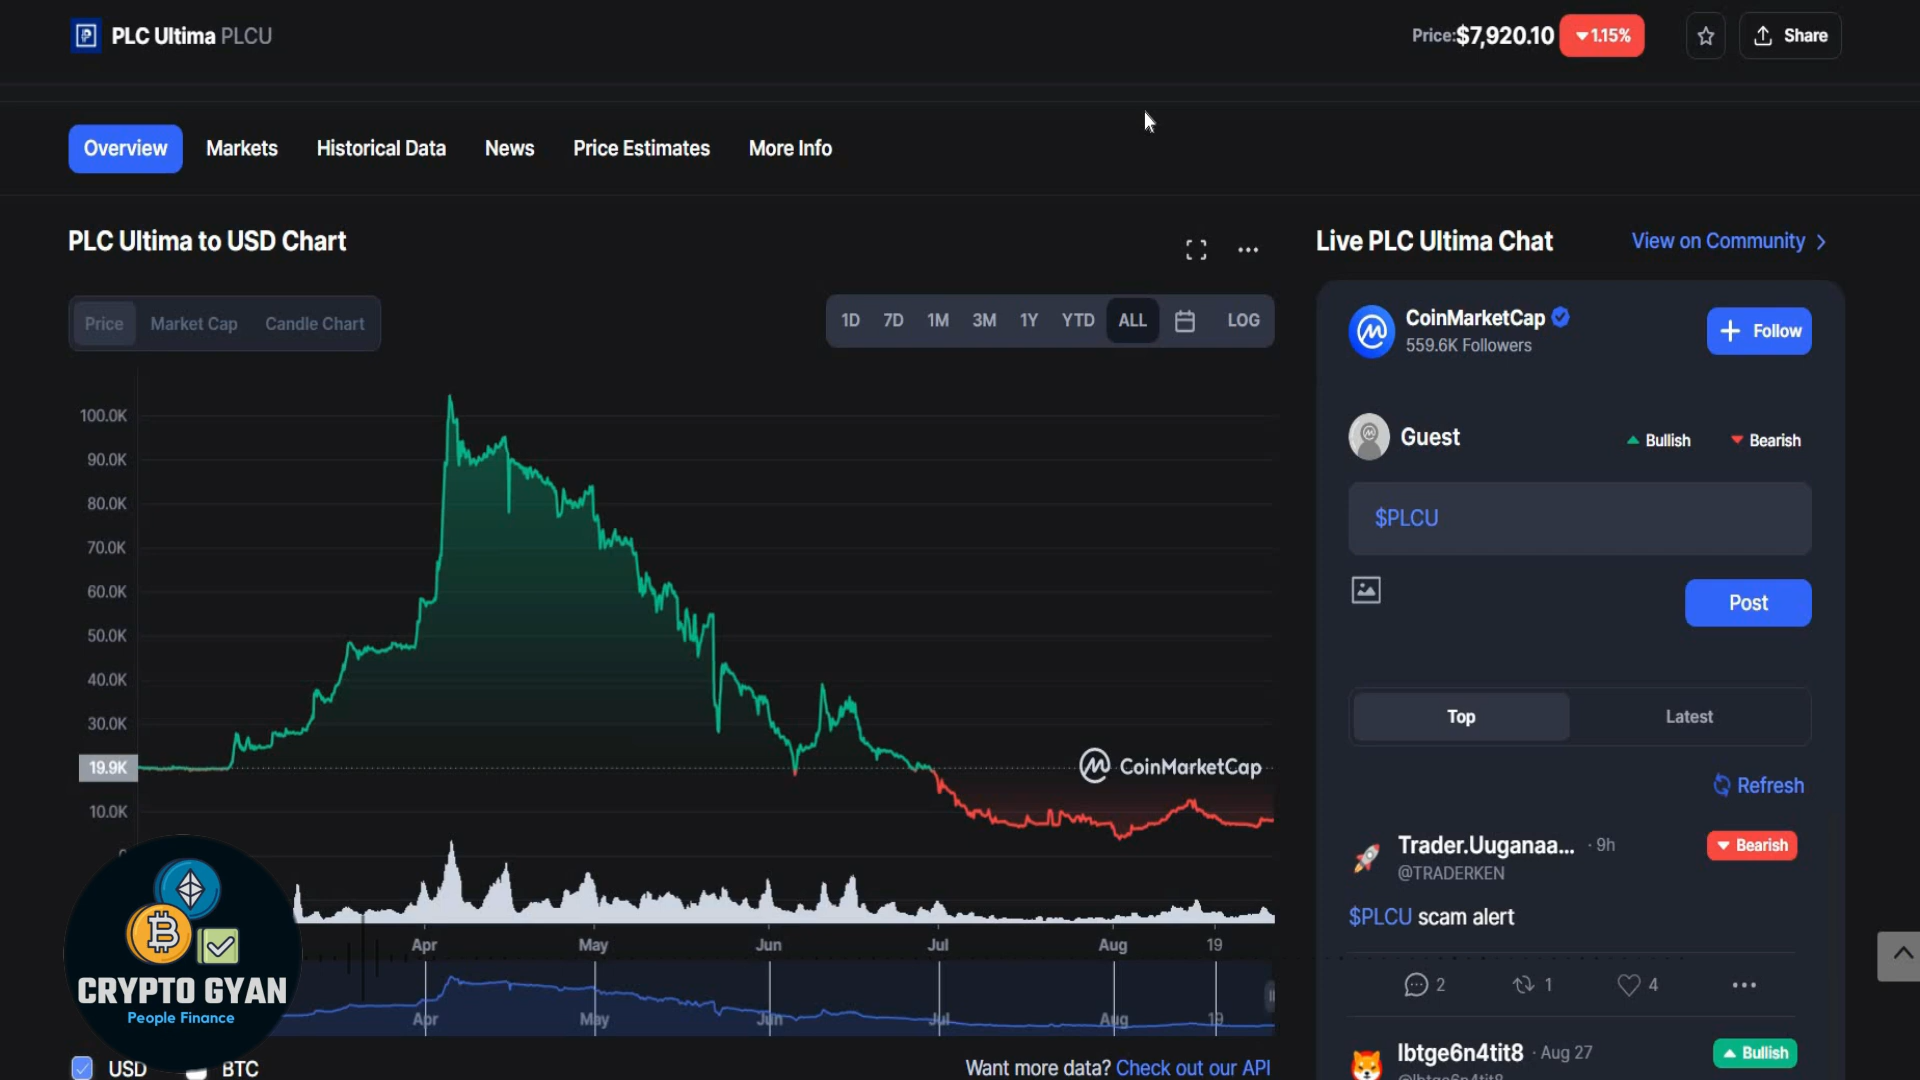 PLC Ultima PLCU
Price:$7,920.10
1.15%
Share
Overview
Markets
Historical Data
News
Price Estimates
More Info
PLC Ultima to USD Chart
Price
Market Cap
Candle Chart
1D
7D
1M
3M
1Y
YTD
ALL
LOG
100.0K
90.0K
80.0K
70.0K
60.0K
50.0K
40.0K
30.0K
19.9K
10.0K
CoinMarketCap
Apr
May
Jun
Jul
Aug
19
Apr
May
Jun
Jul
Aug
19
CRYPTO GYAN
People Finance
USD
BTC
Want more data? Check out our API
Live PLC Ultima Chat
View on Community
CoinMarketCap
559.6K Followers
Follow
Guest
Bullish
Bearish
$PLCU
Post
Top
Latest
Refresh
Trader.Uuganaa... · 9h
@TRADERKEN
Bearish
$PLCU scam alert
2
1
4
lbtge6n4tit8 · Aug 27
Bullish